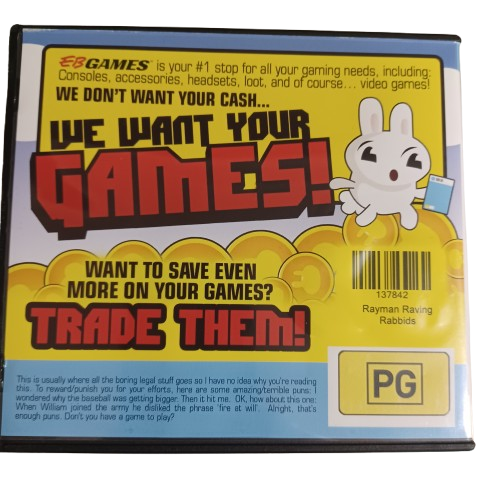 EB GAMES is your #1 stop for all your gaming needs, including:
Consoles, accessories, headsets, loot, and of course... video games!
WE DON'T WANT YOUR CASH...
WE WANT YOUR
GAMES!
WANT TO SAVE EVEN
MORE ON YOUR GAMES?
TRADE THEM!
137842
Rayman Raving
Rabbids
PG
This is usually where all the boring legal stuff goes so I have no idea why you're reading
this. To reward/punish you for your efforts, here are some amazing/terrible puns: I
wondered why the baseball was getting bigger. Then it hit me. OK, how about this one:
When William joined the army he disliked the phrase 'fire at will'. Alright, that's
enough puns. Don't you have a game to play?